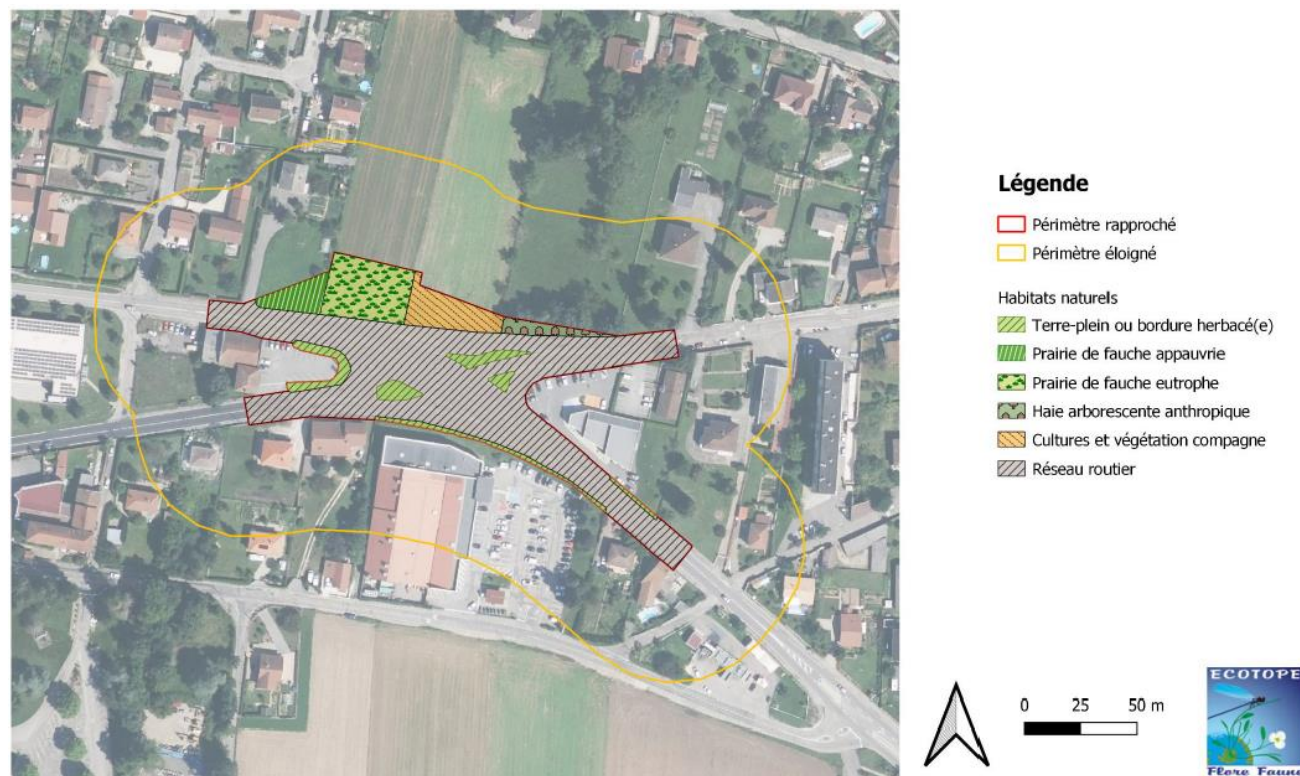 Légende
Périmètre rapproché
Périmètre éloigné
Habitats naturels
Terre-plein ou bordure herbacé(e)
Prairie de fauche appauvrie
Prairie de fauche eutrophe
Haie arborescente anthropique
Cultures et végétation compagne
Réseau routier
0 25 50 m
ECOTOPE
Flore Faune